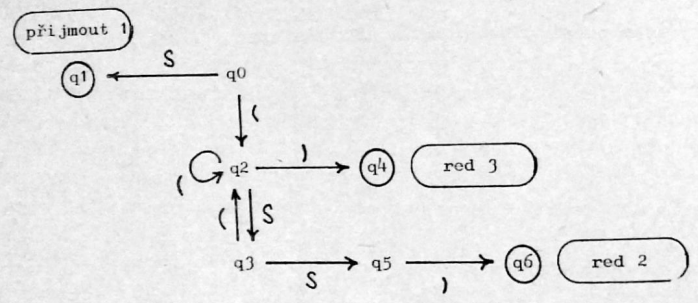 přijmout 1
S
q1 q0
(
)
( q2 q4 red 3
( S
q3 S q5 ) q6 red 2